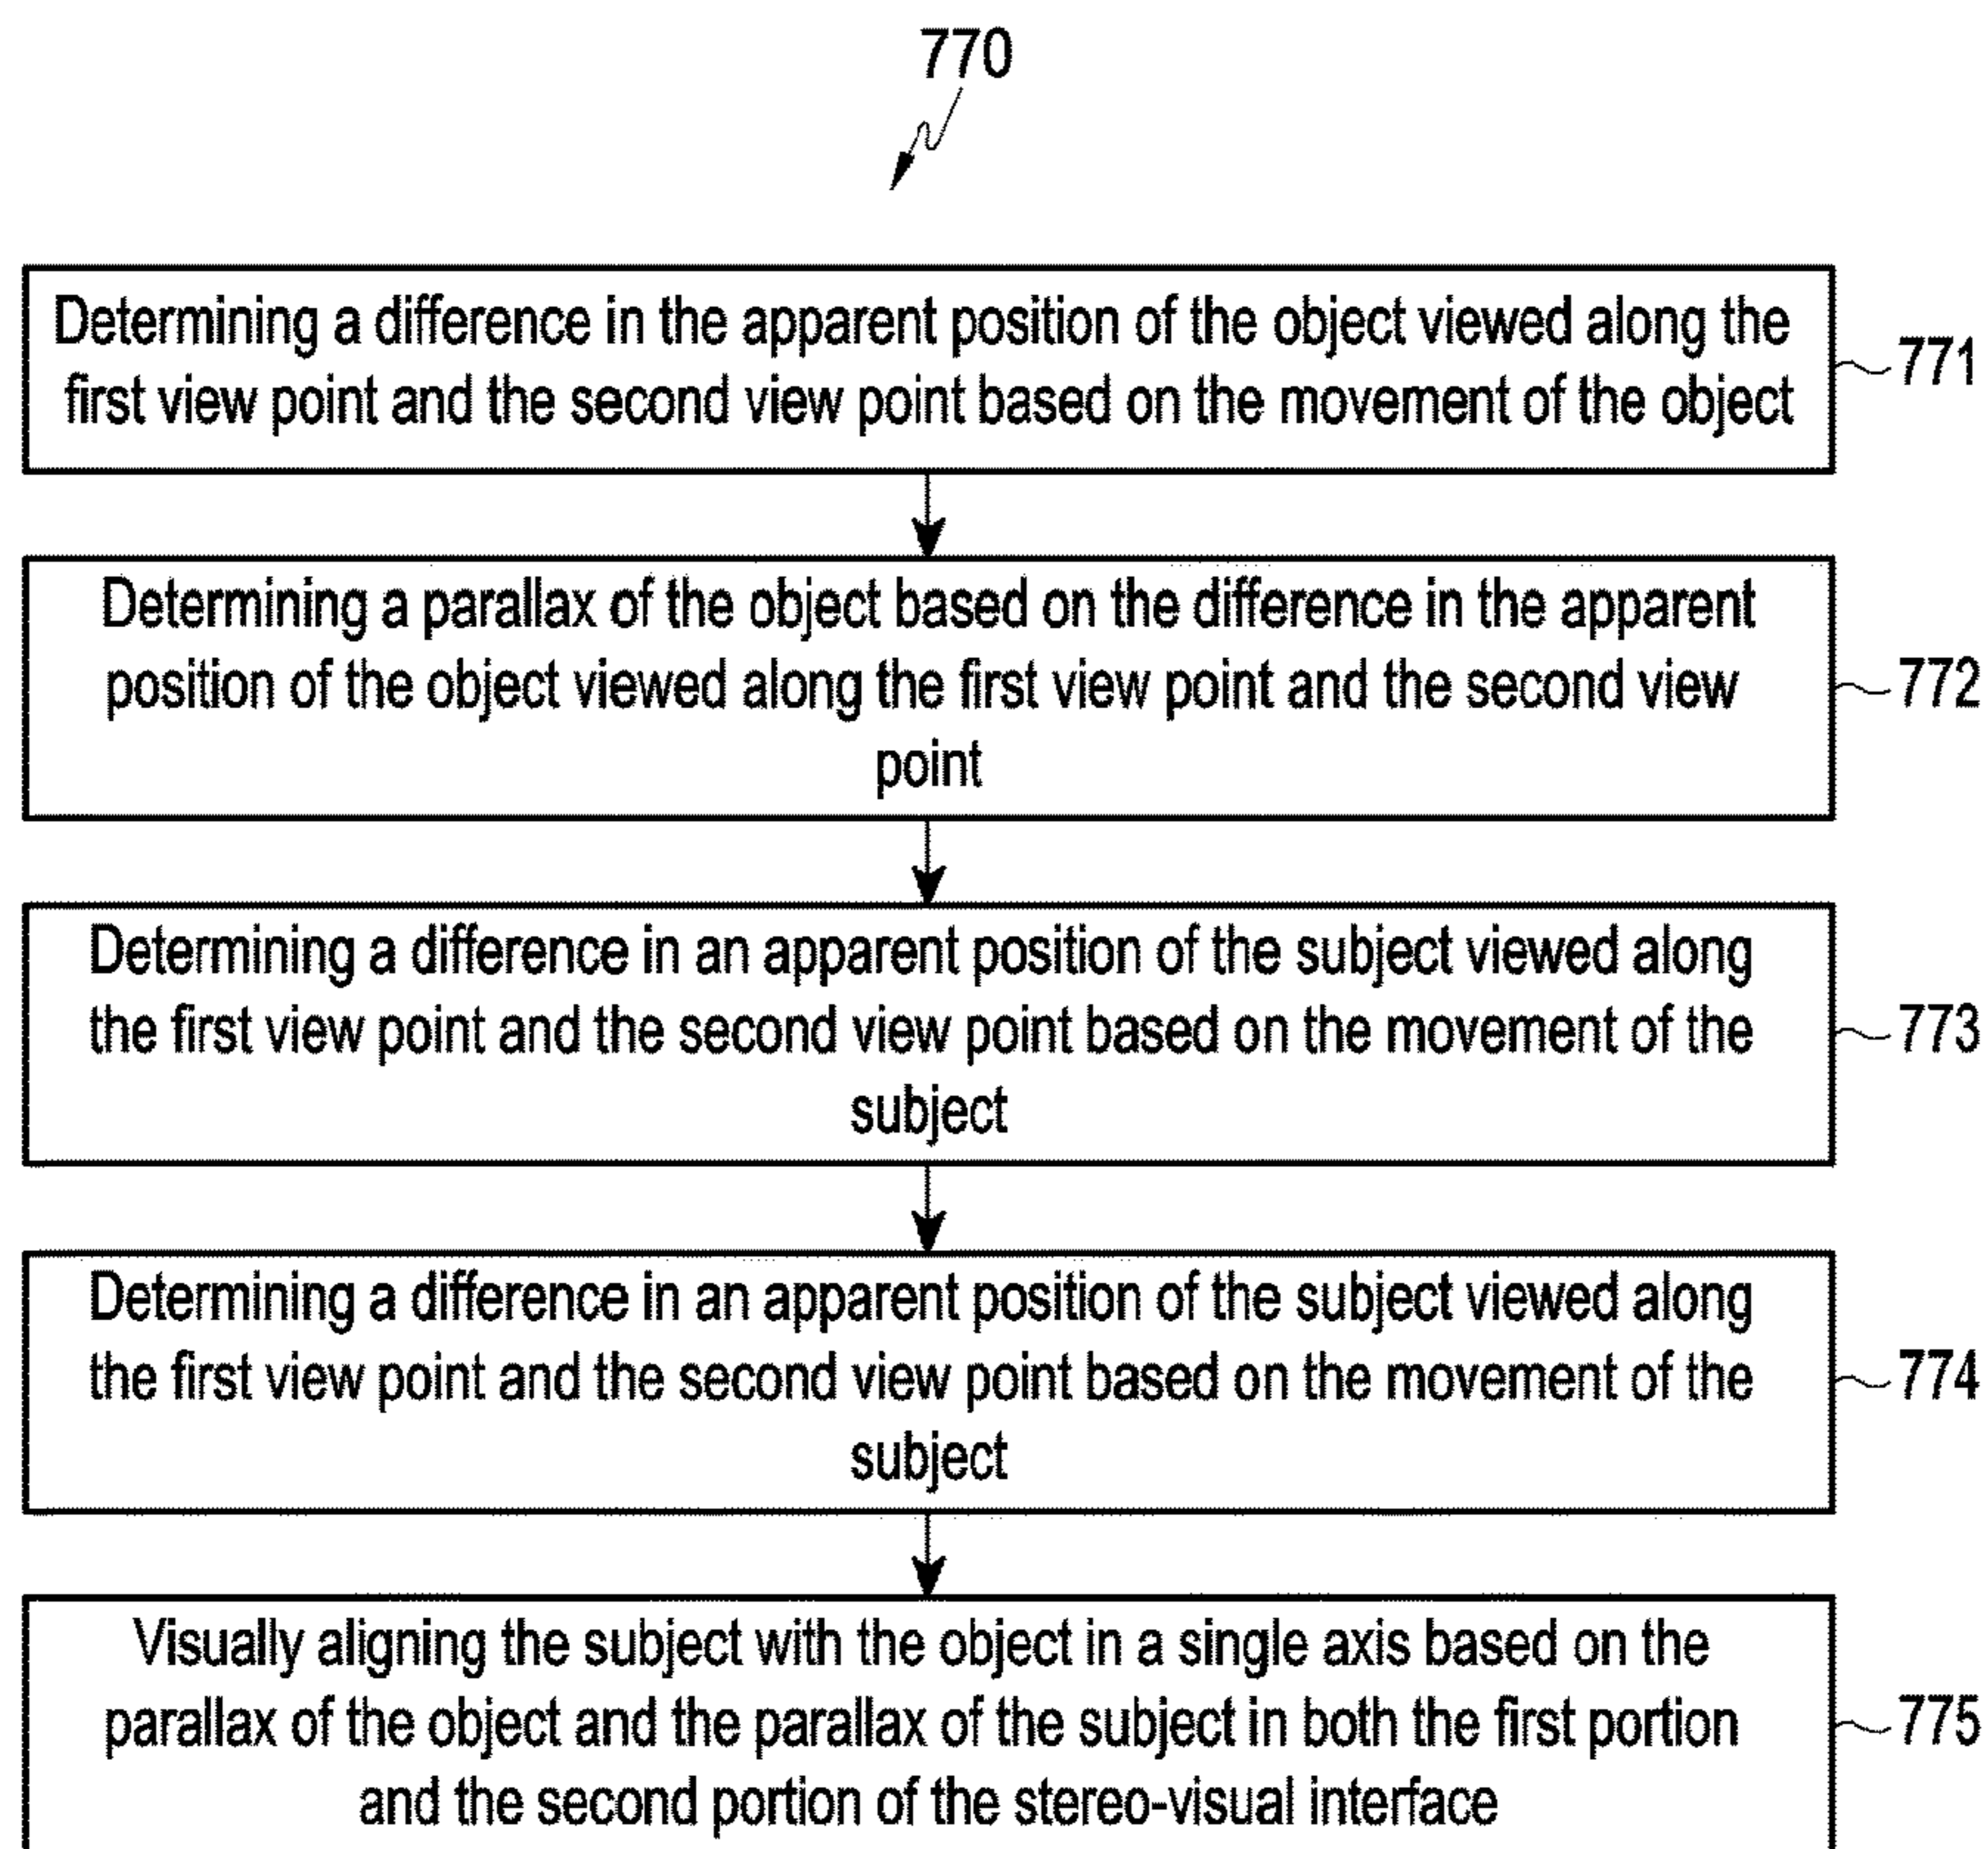 770
Determining a difference in the apparent position of the object viewed along the
first view point and the second view point based on the movement of the object
771
Determining a parallax of the object based on the difference in the apparent
position of the object viewed along the first view point and the second view
point
772
Determining a difference in an apparent position of the subject viewed along
the first view point and the second view point based on the movement of the
subject
773
Determining a difference in an apparent position of the subject viewed along
the first view point and the second view point based on the movement of the
subject
774
Visually aligning the subject with the object in a single axis based on the
parallax of the object and the parallax of the subject in both the first portion
and the second portion of the stereo-visual interface
775